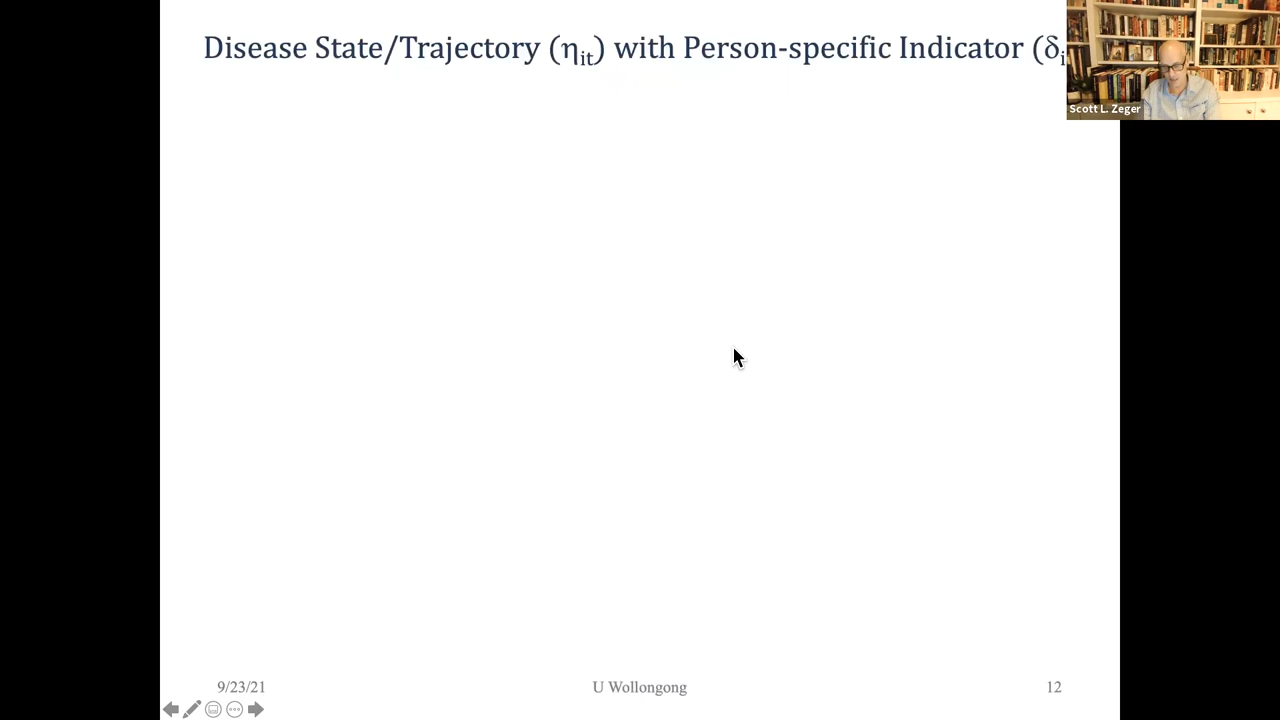 Disease State/Trajectory (ηit) with Person-specific Indicator (δi
Scott L. Zeger
9/23/21
U Wollongong
12